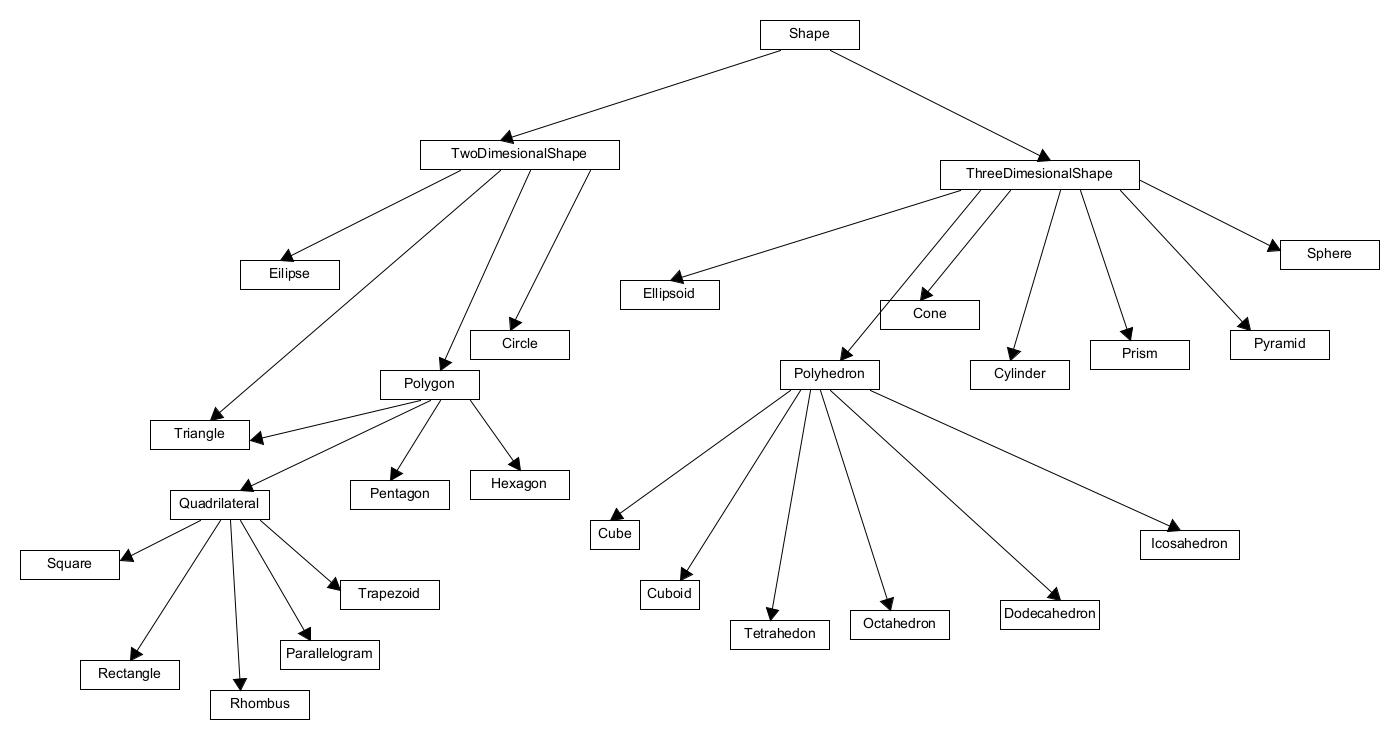 Shape
TwoDimesionalShape
ThreeDimesionalShape
Eilipse
Ellipsoid
Sphere
Circle
Cone
Pyramid
Prism
Polygon
Polyhedron
Cylinder
Triangle
Quadrilateral
Pentagon
Hexagon
Square
Cube
Icosahedron
Trapezoid
Cuboid
Dodecahedron
Octahedron
Tetrahedon
Parallelogram
Rectangle
Rhombus